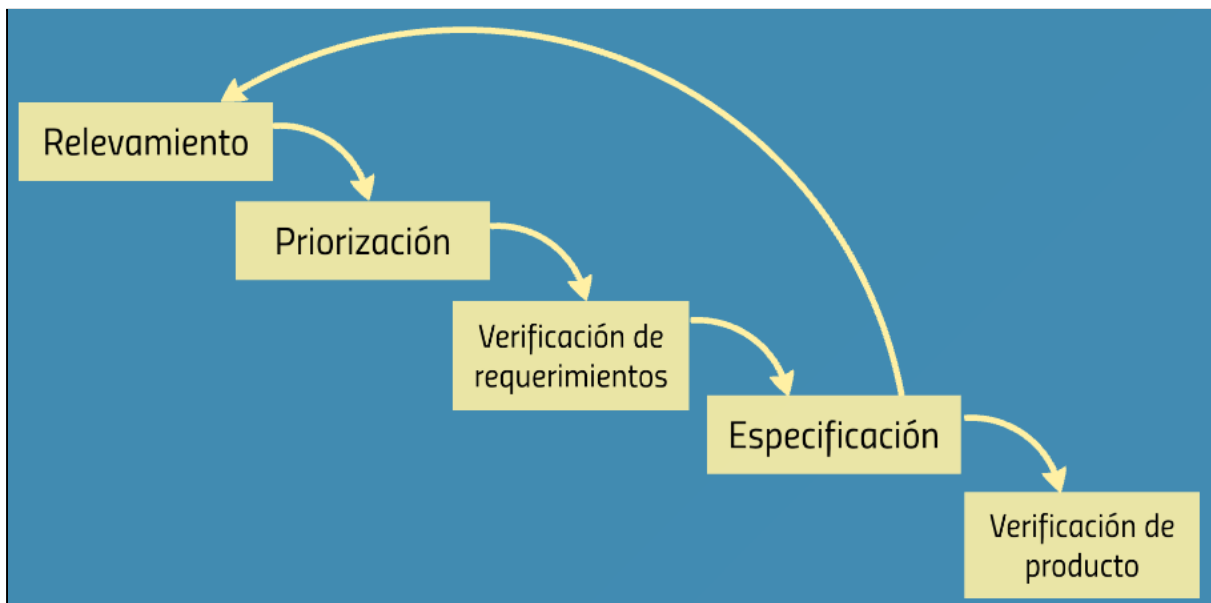 Relevamiento
Priorización
Verificación de
requerimientos
Especificación
Verificación de
producto